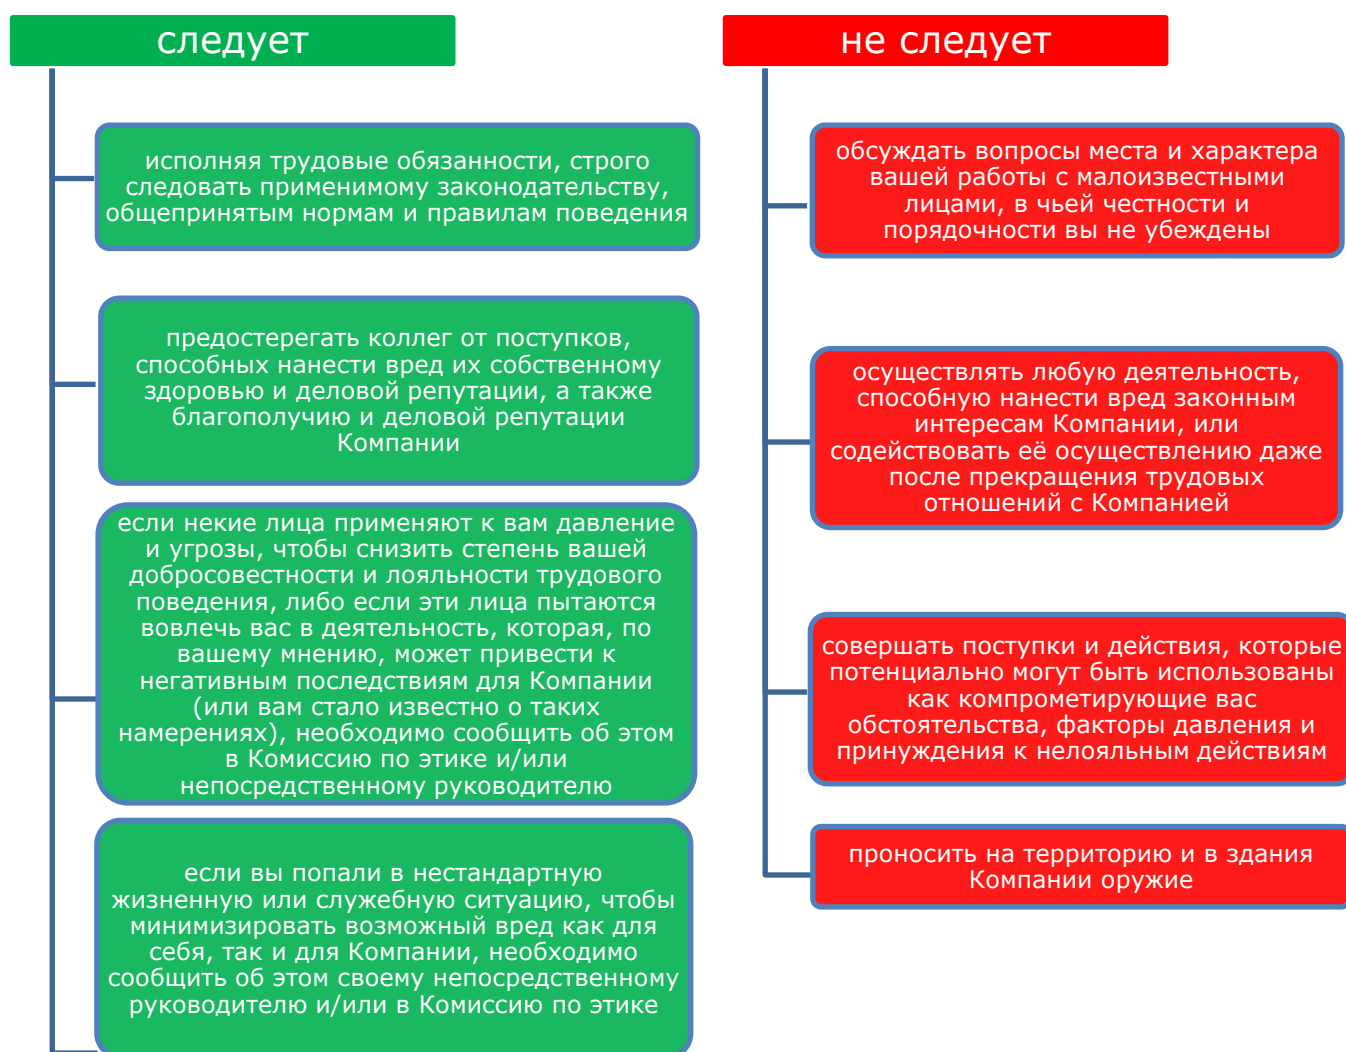 следует
исполняя трудовые обязанности, строго
следовать применимому законодательству,
общепринятым нормам и правилам поведения
предостерегать коллег от поступков,
способных нанести вред их собственному
здоровью и деловой репутации, а также
благополучию и деловой репутации
Компании
если некие лица применяют к вам давление
и угрозы, чтобы снизить степень вашей
добросовестности и лояльности трудового
поведения, либо если эти лица пытаются
вовлечь вас в деятельность, которая, по
вашему мнению, может привести к
негативным последствиям для Компании
(или вам стало известно о таких
намерениях), необходимо сообщить об этом
в Комиссию по этике и/или
непосредственному руководителю
если вы попали в нестандартную
жизненную или служебную ситуацию, чтобы
минимизировать возможный вред как для
себя, так и для Компании, необходимо
сообщить об этом своему непосредственному
руководителю и/или в Комиссию по этике
не следует
обсуждать вопросы места и характера
вашей работы с малоизвестными
лицами, в чьей честности и
порядочности вы не убеждены
осуществлять любую деятельность,
способную нанести вред законным
интересам Компании, или
содействовать её осуществлению даже
после прекращения трудовых
отношений с Компанией
совершать поступки и действия, которые
потенциально могут быть использованы
как компрометирующие вас
обстоятельства, факторы давления и
принуждения к нелояльным действиям
проносить на территорию и в здания
Компании оружие